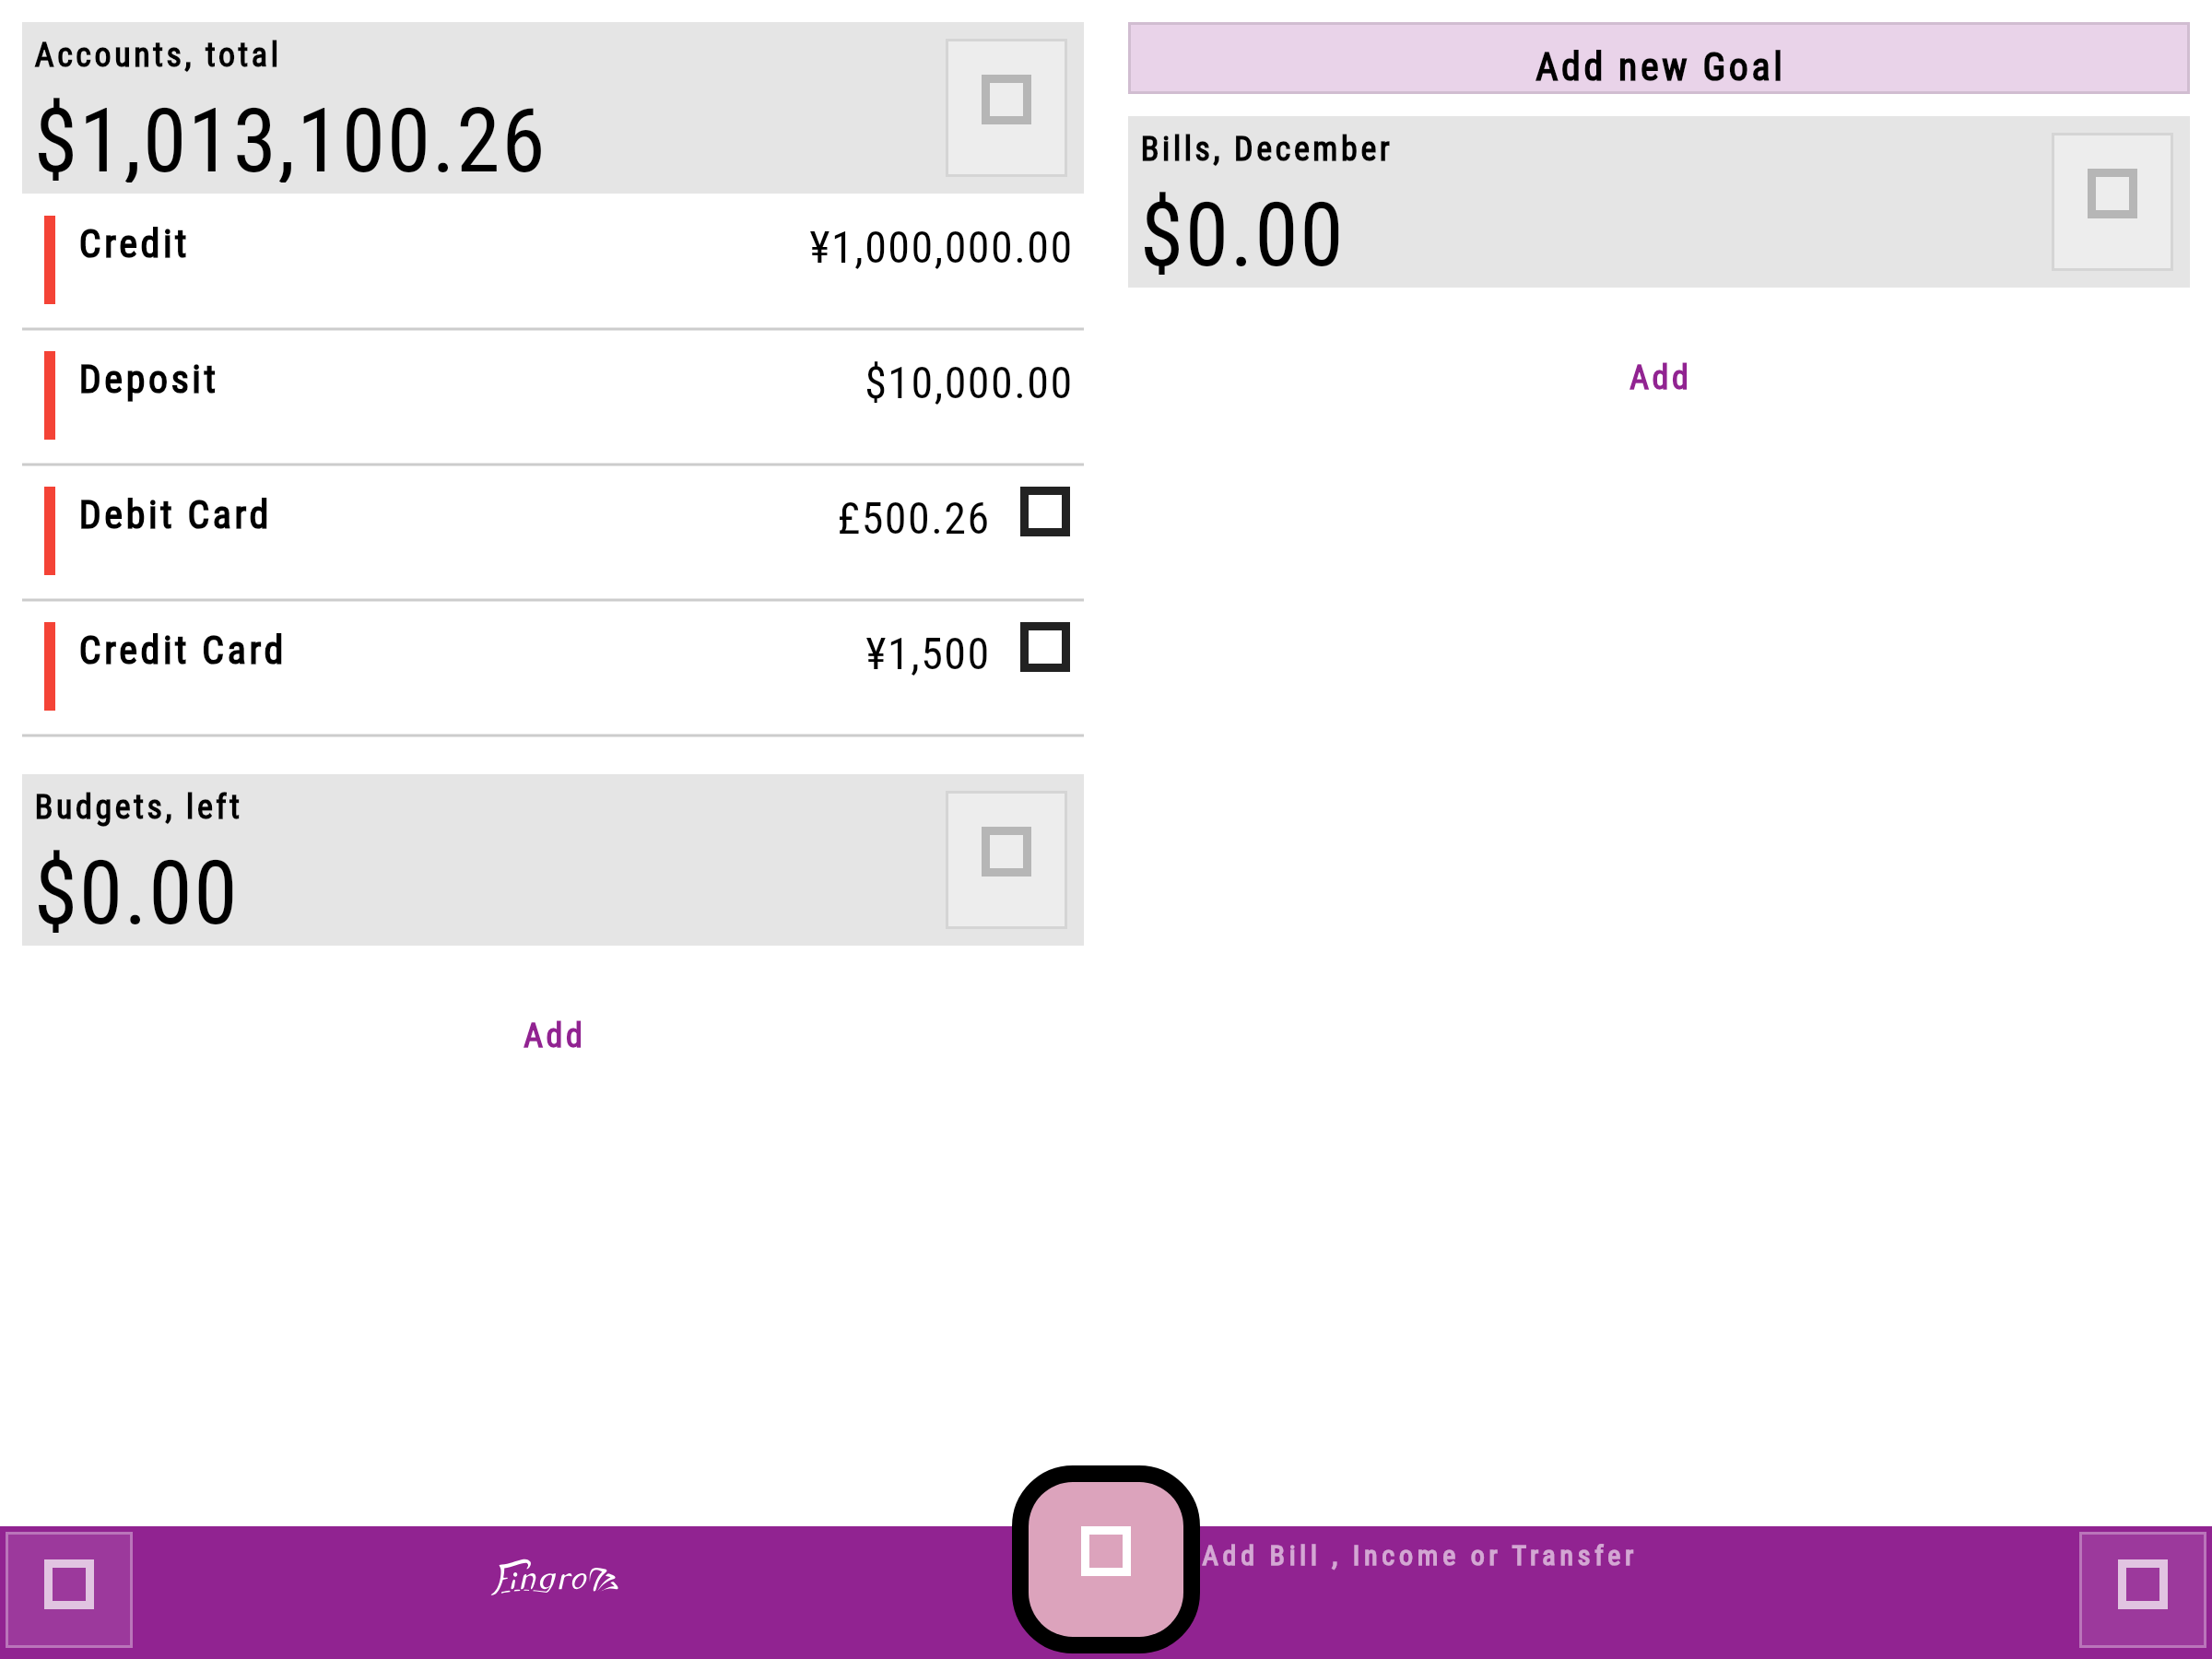 Accounts, total
$1,013,100.26
Credit ¥1,000,000.00
Deposit $10,000.00
Debit Card £500.26
Credit Card ¥1,500
Budgets, left
$0.00
Add
Add new Goal
Bills, December
$0.00
Add
Add Bill , Income or Transfer